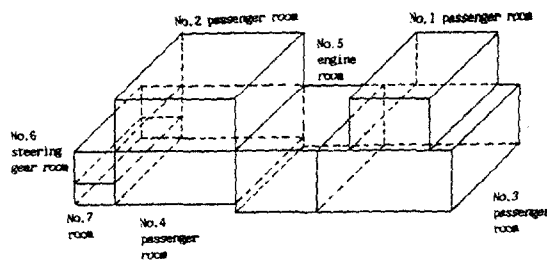 No.2 passenger room
No.1 passenger room
No.5
engine
room
No.6
steering
gear room
No.7
room
No.4
passenger
room
No.3
passenger
room